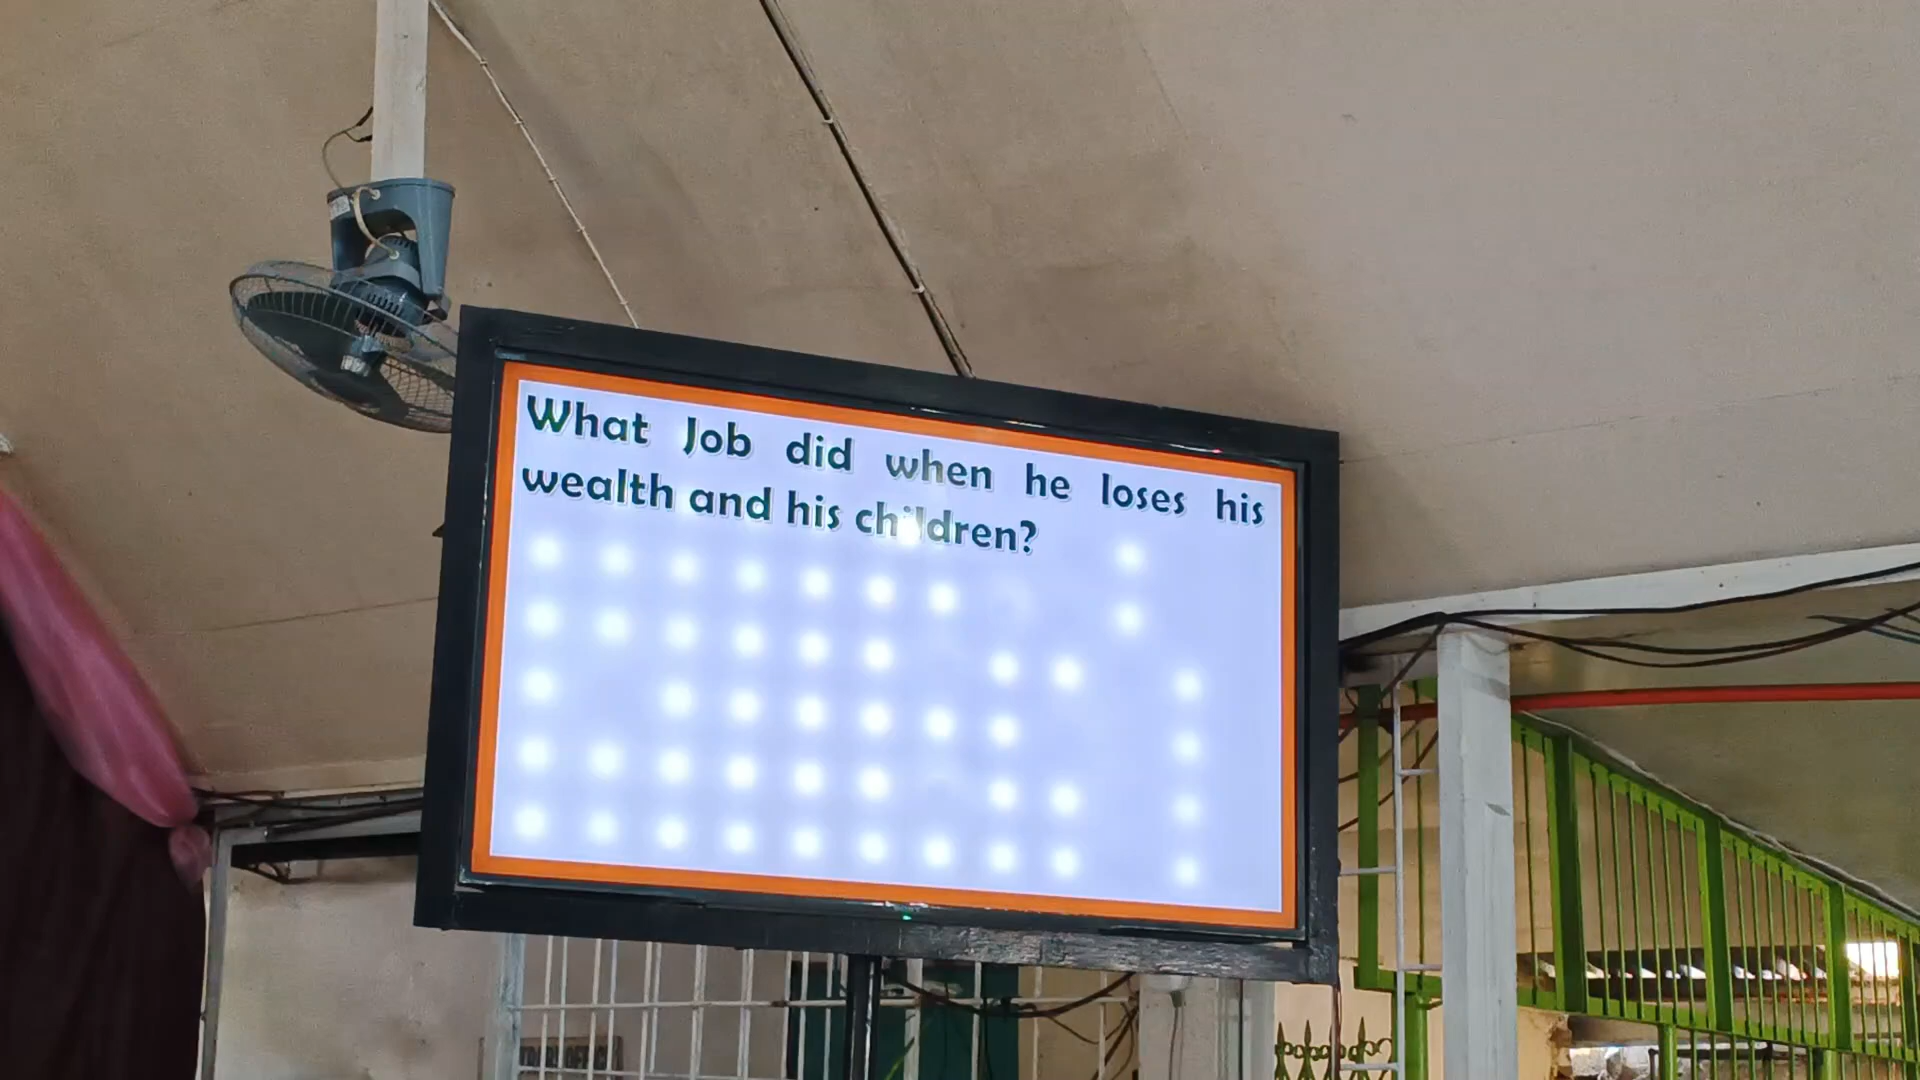 What Job did when he loses his
wealth and his children?